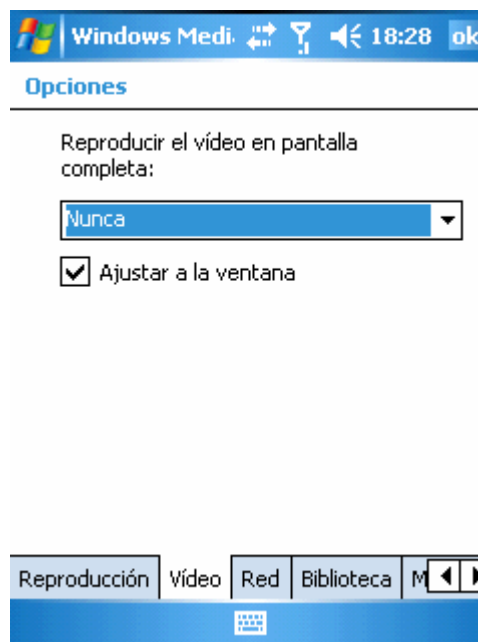 Windows Medi 18:28 ok
Opciones
Reproducir el vídeo en pantalla
completa:
Nunca
Ajustar a la ventana
Reproducción Vídeo Red Biblioteca M